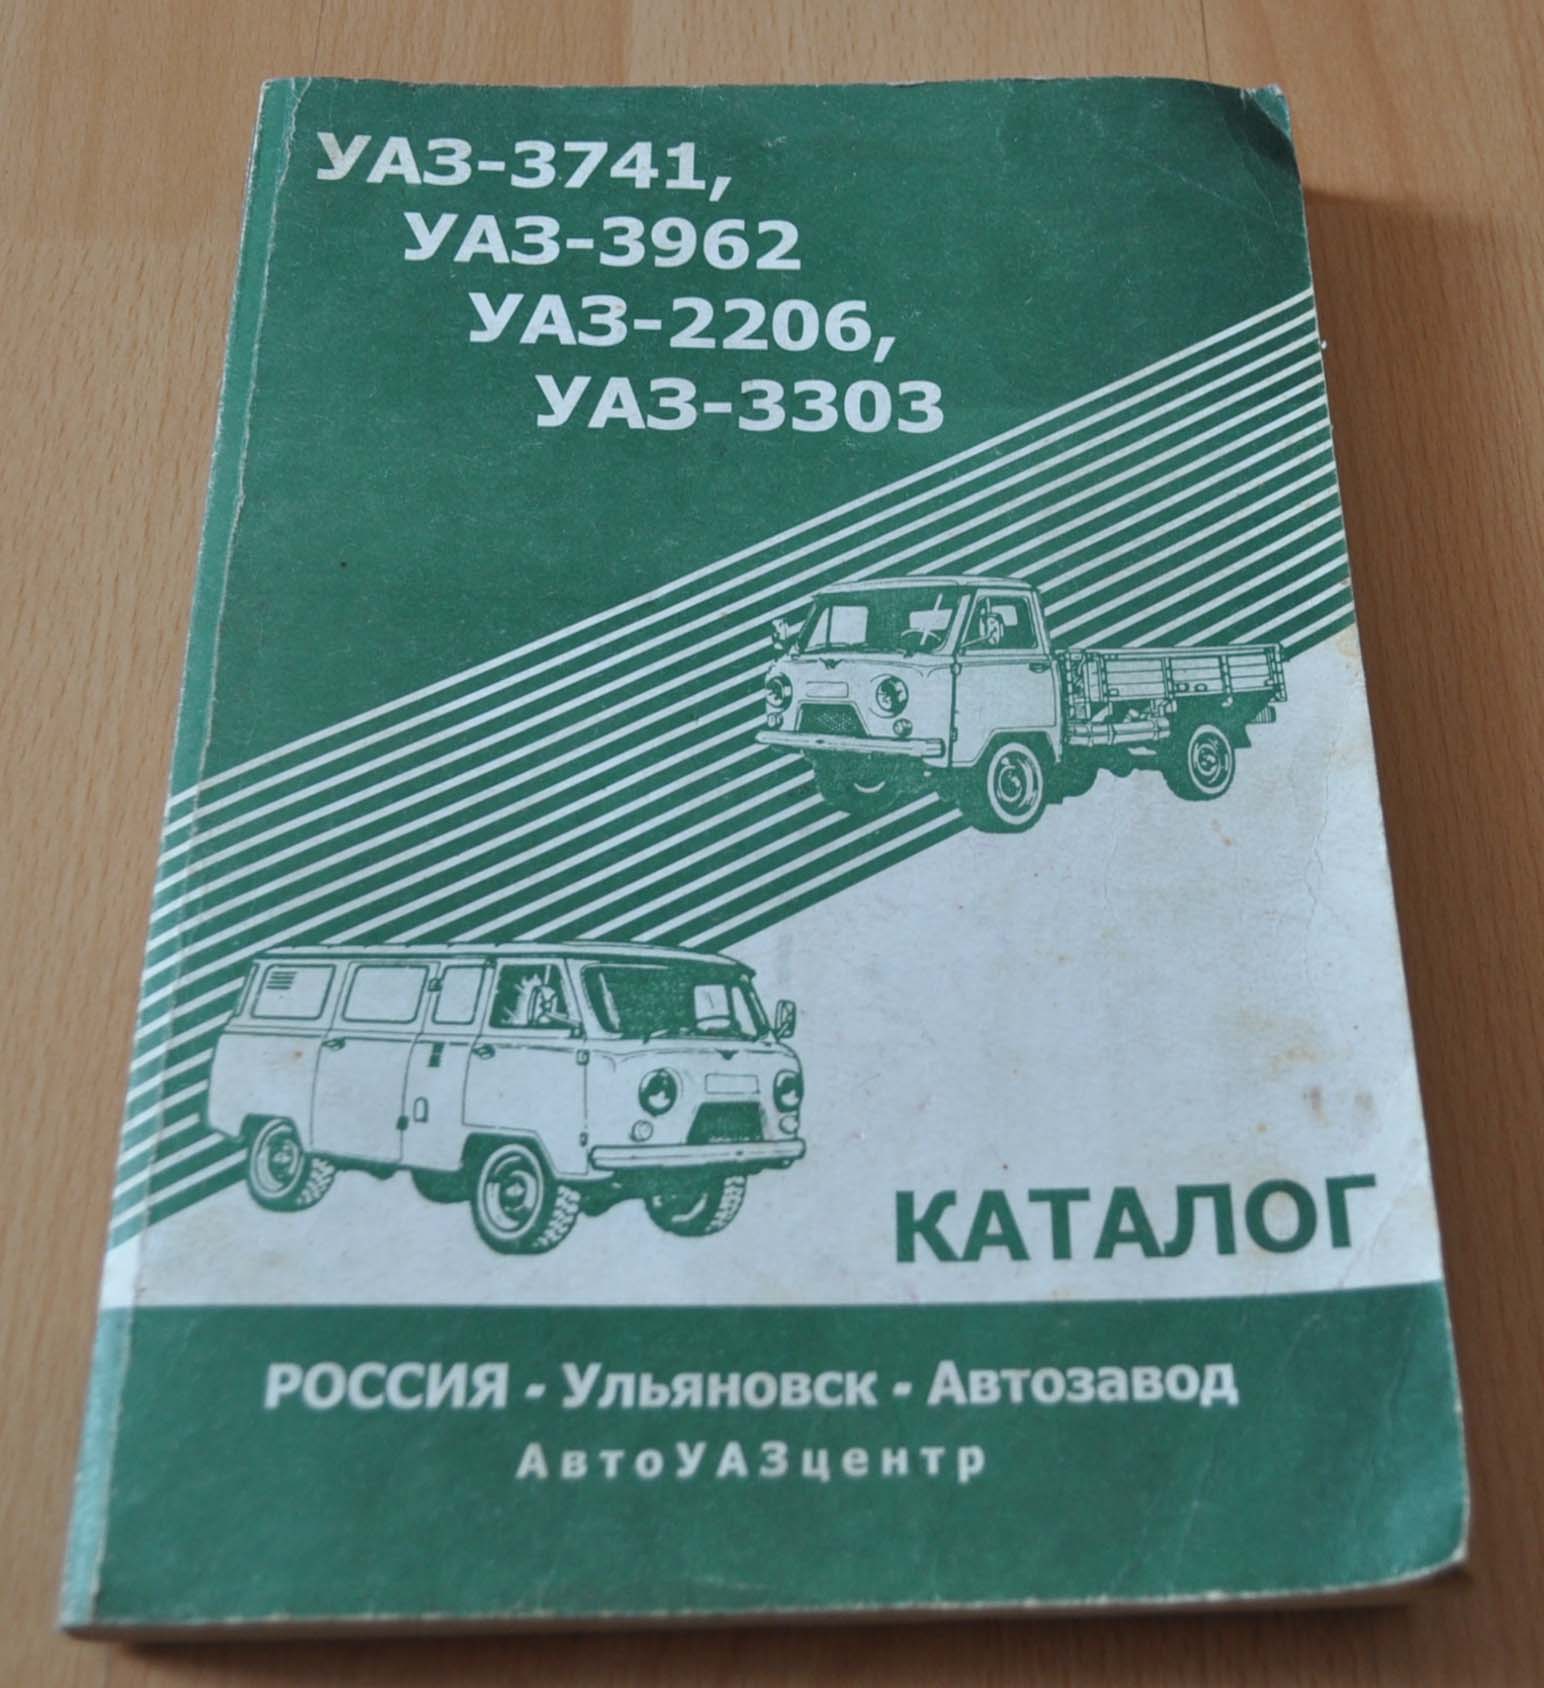 УАЗ-3741,
УАЗ-3962
УАЗ-2206,
УАЗ-3303
КАТАЛОГ
РОССИЯ - УЛЬЯНОВСК - АВТОЗАВОД
АвтоУАЗцентр